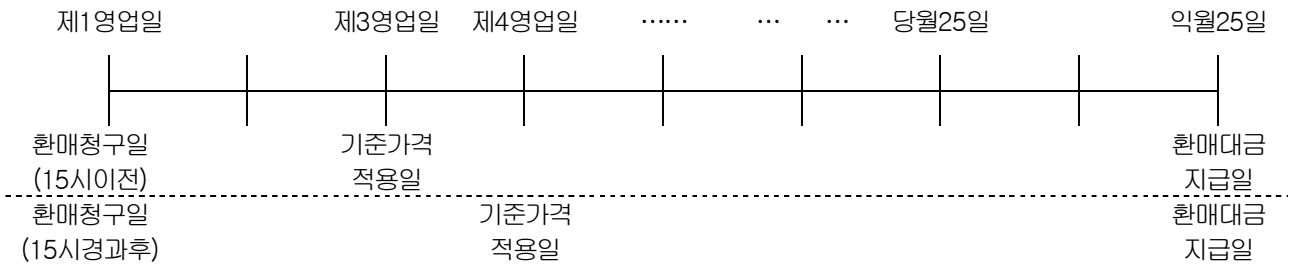 제1영업일 제3영업일 제4영업일 …… … … 당월25일 익월25일
환매청구일 기준가격 환매대금
(15시이전) 적용일 지급일
환매청구일 기준가격 환매대금
(15시경과후) 적용일 지급일